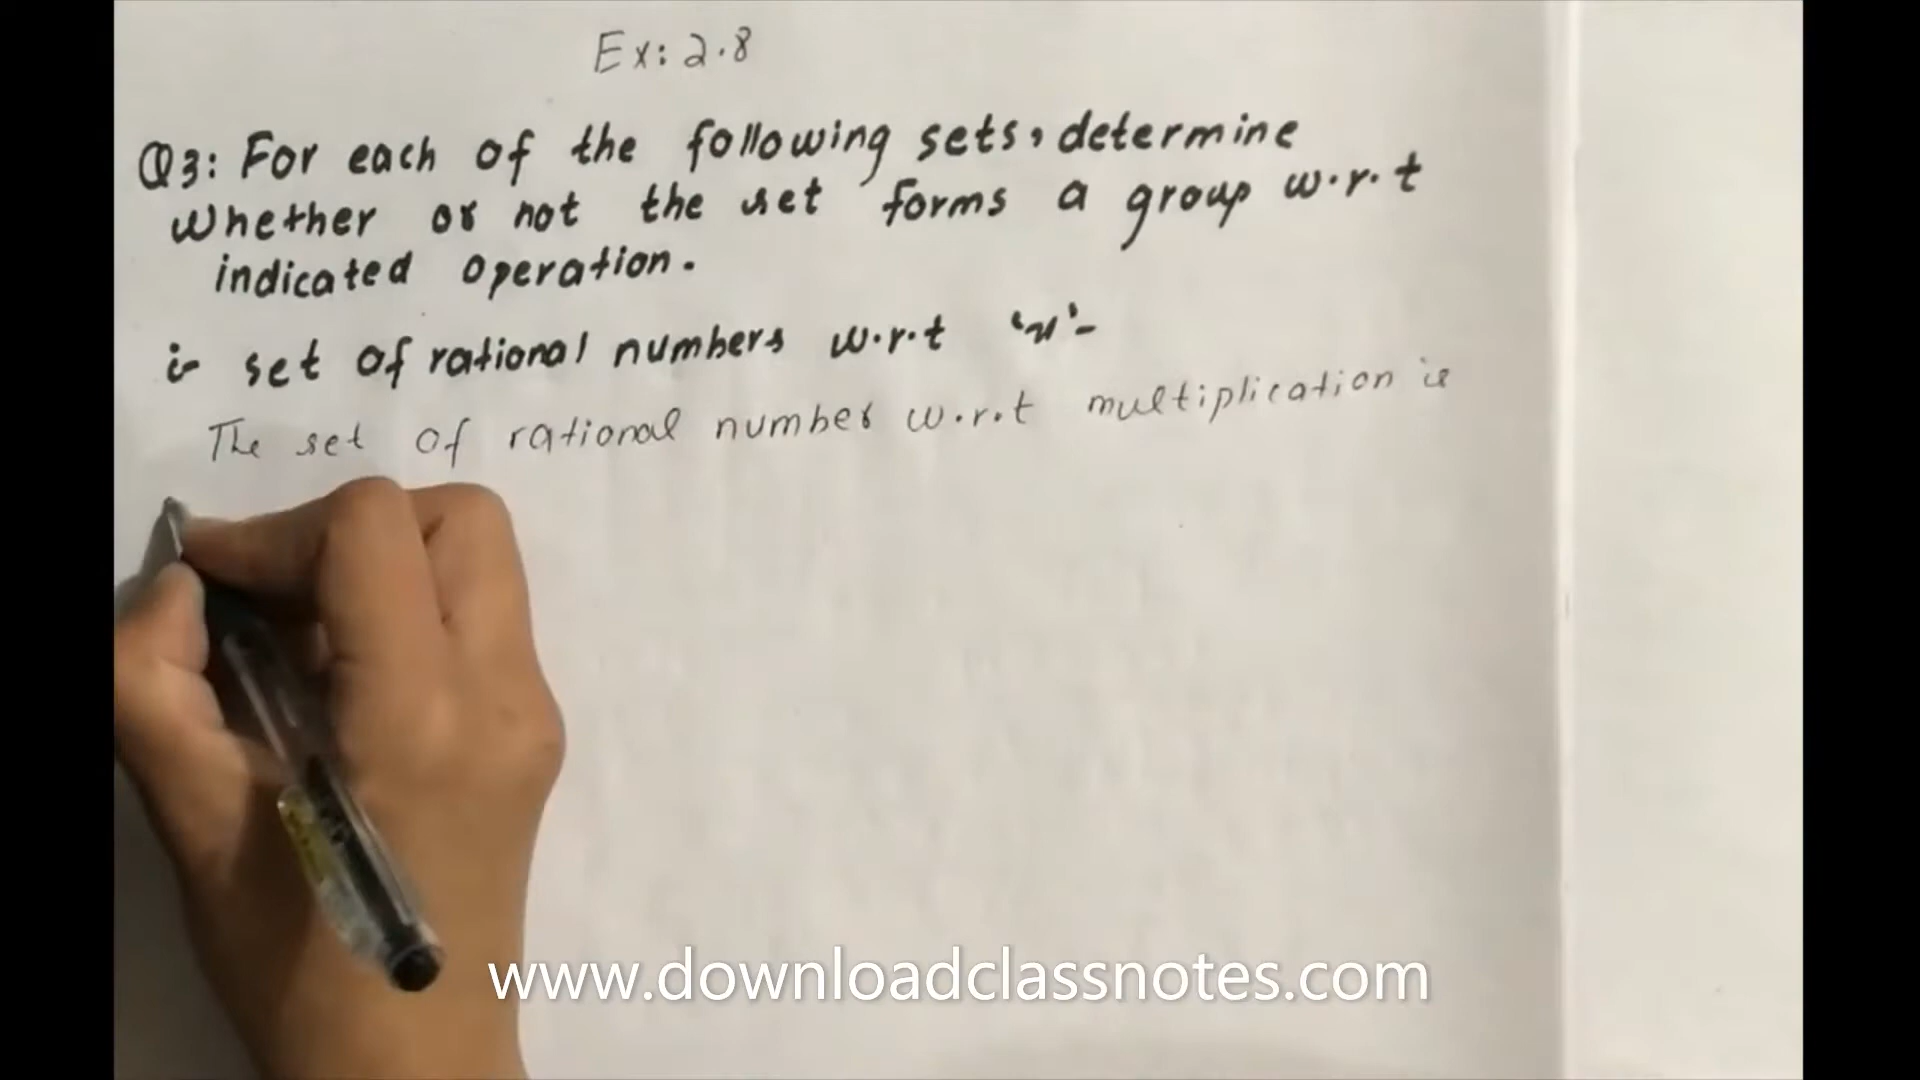 Ex: 2.8
Q3: For each of the following sets, determine
whether or not the set forms a group w.r.t
indicated operation.
i- set of rational numbers w.r.t 'x'-
The set of rational number w.r.t multiplication is
www.downloadclassnotes.com